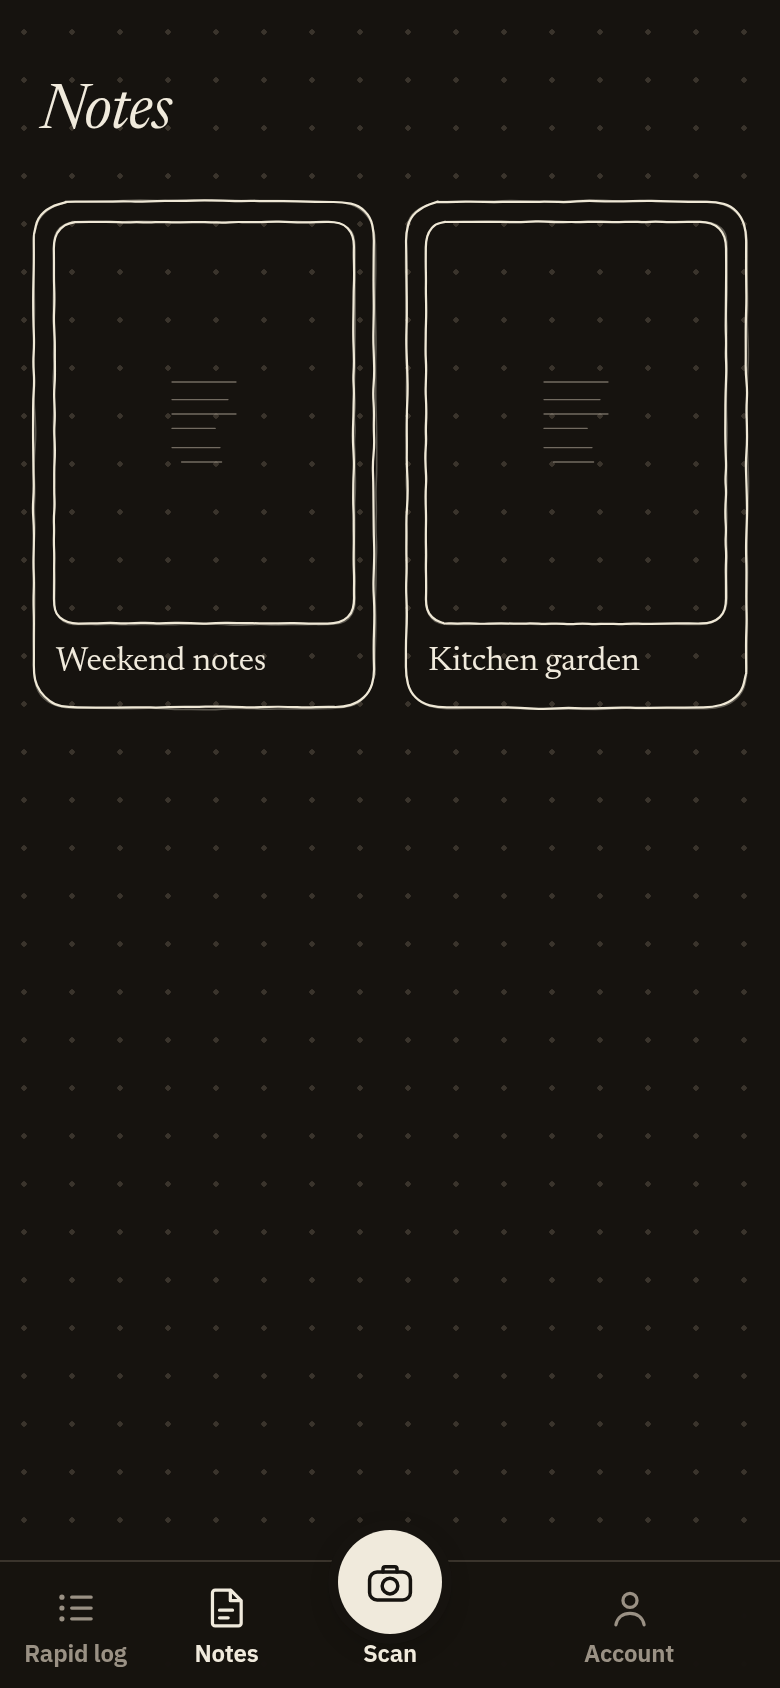 Notes
Weekend notes
Kitchen garden
Rapid log
Notes
Scan
Account